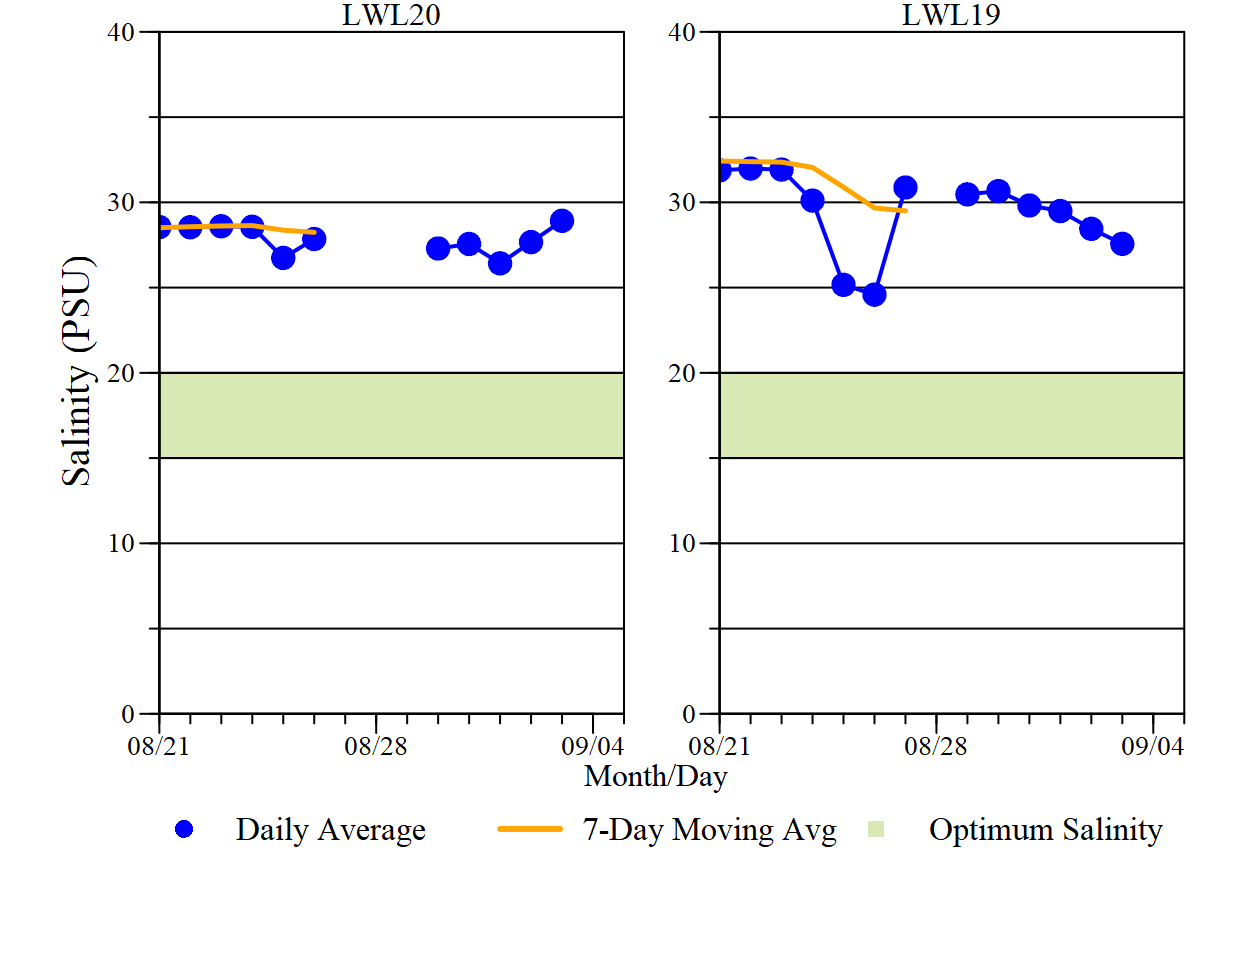 LWL20 LWL19
40 40
30 30
20 20
10 10
0 0
Salinity (PSU)
08/21 08/28 09/04 08/21 08/28 09/04
Month/Day
Daily Average 7-Day Moving Avg Optimum Salinity